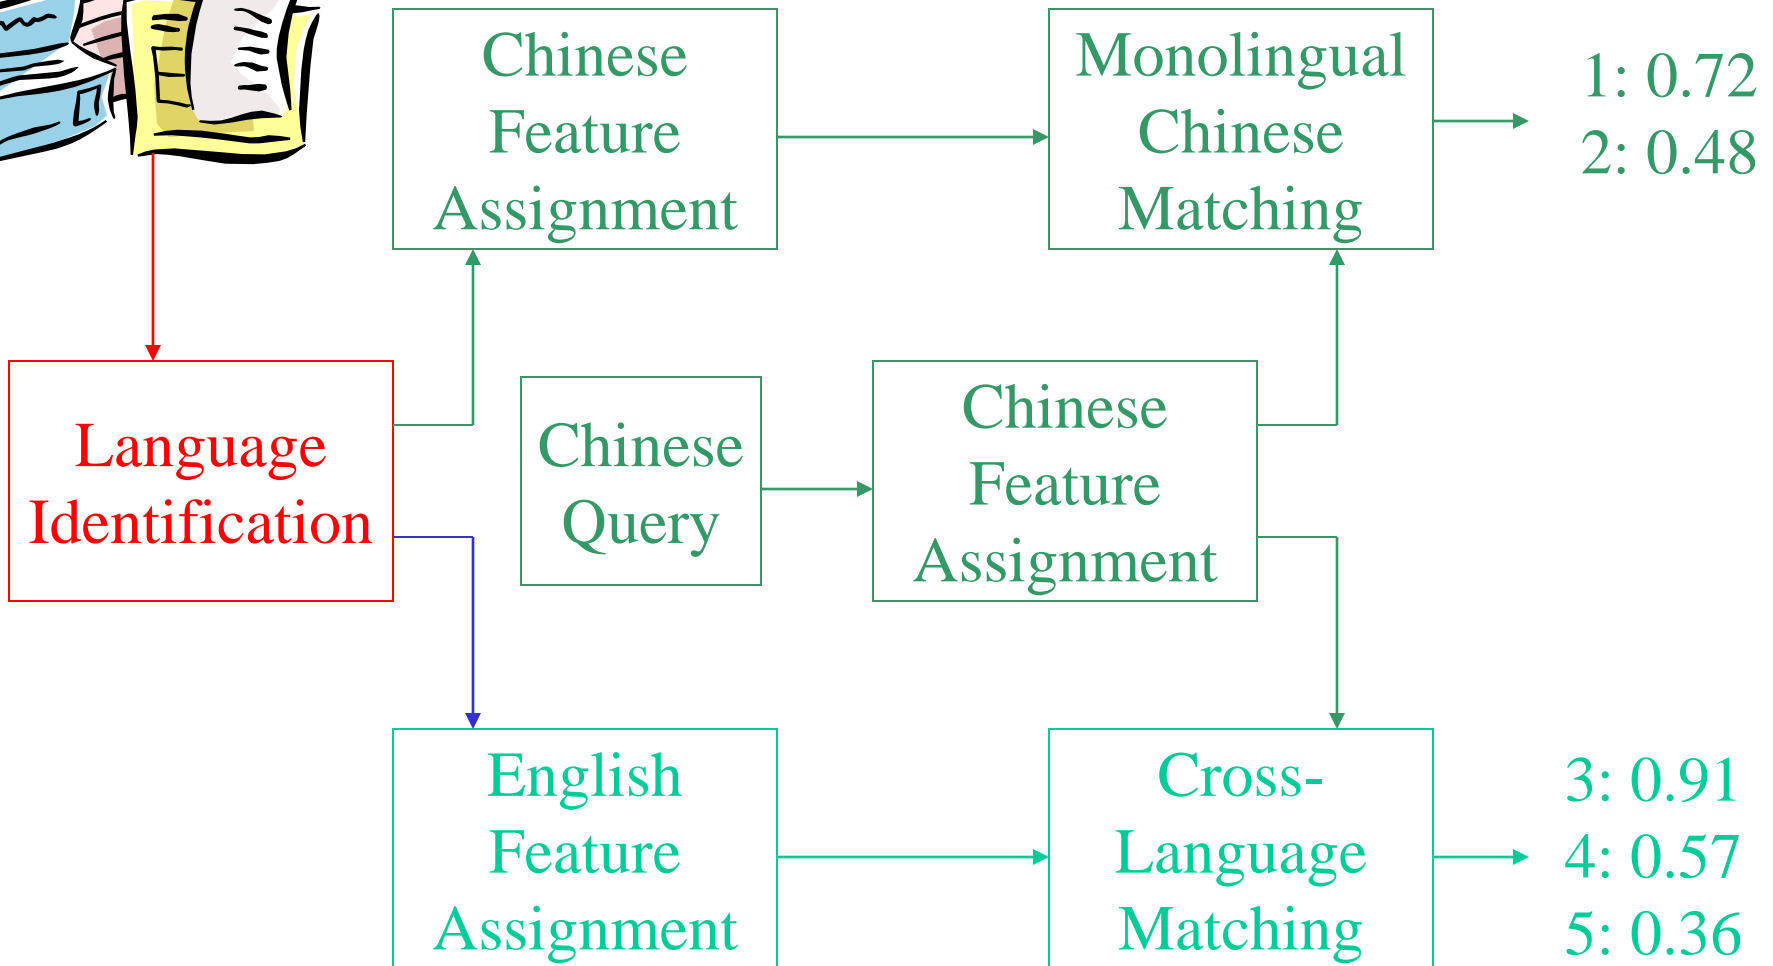 Chinese
Feature
Assignment
Monolingual
Chinese
Matching
1: 0.72
2: 0.48
Language
Identification
Chinese
Query
Chinese
Feature
Assignment
English
Feature
Assignment
Cross-
Language
Matching
3: 0.91
4: 0.57
5: 0.36